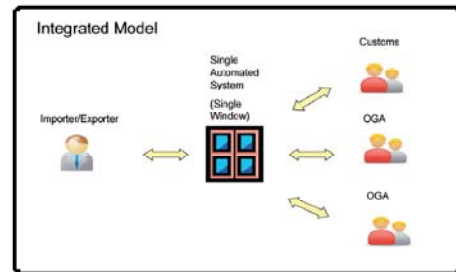 Integrated Model
Customs
Single
Automated
System
(Single
Window)
Importer/Exporter
OGA
OGA